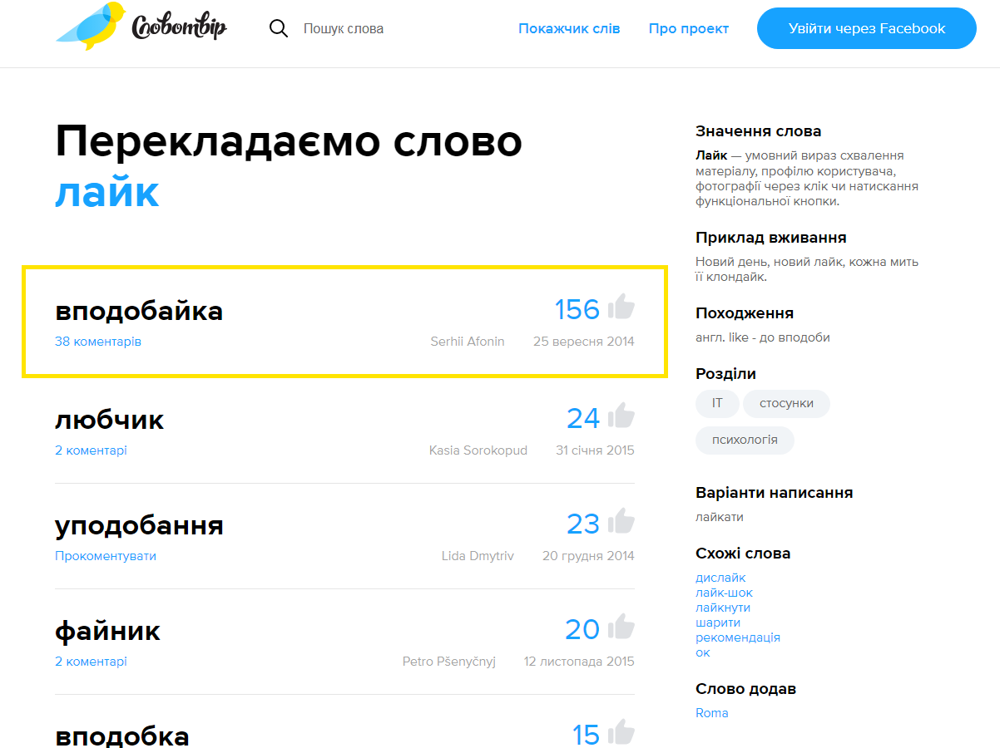 Словотвір
Пошук слова
Покажчик слів
Про проект
Увійти через Facebook
Перекладаємо слово
лайк
вподобайка
156
38 коментарів
Serhii Afonin
25 вересня 2014
любчик
24
2 коментарі
Kasia Sorokopud
31 січня 2015
уподобання
23
Прокоментувати
Lida Dmytriv
20 грудня 2014
файник
20
2 коментарі
Petro Pšenyčnyj
12 листопада 2015
вподобка
15
Значення слова
Лайк — умовний вираз схвалення
матеріалу, профілю користувача,
фотографії через клік чи натискання
функціональної кнопки.
Приклад вживання
Новий день, новий лайк, кожна мить
її клондайк.
Походження
англ. like - до вподоби
Розділи
ІТ
стосунки
психологія
Варіанти написання
лайкати
Схожі слова
дислайк
лайк-шок
лайкнути
шарити
рекомендація
ок
Слово додав
Roma